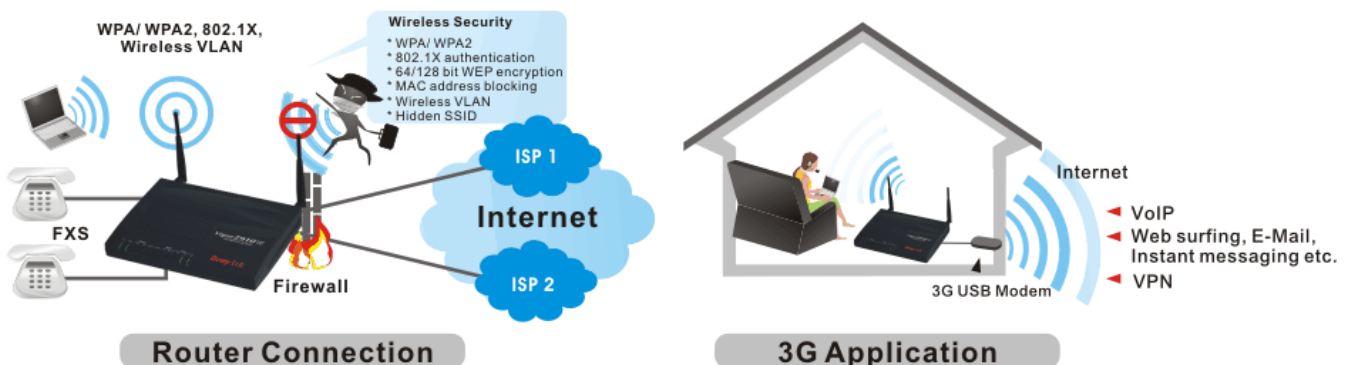 WPA/ WPA2, 802.1X,
Wireless VLAN
Wireless Security
* WPA/ WPA2
* 802.1X authentication
* 64/128 bit WEP encryption
* MAC address blocking
* Wireless VLAN
* Hidden SSID
FXS
Firewall
ISP 1
Internet
ISP 2
Router Connection
Internet
VoIP
Web surfing, E-Mail,
Instant messaging etc.
VPN
3G USB Modem
3G Application